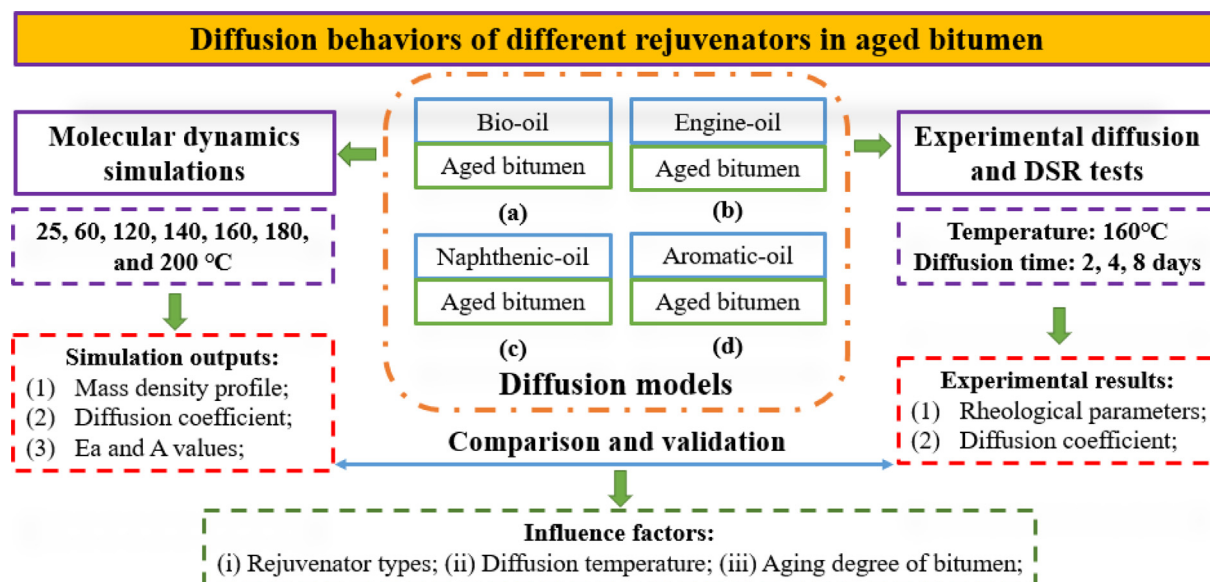 Diffusion behaviors of different rejuvenators in aged bitumen
Molecular dynamics
simulations
25, 60, 120, 140, 160, 180,
and 200 °C
Simulation outputs:
(1) Mass density profile;
(2) Diffusion coefficient;
(3) Ea and A values;
Bio-oil
Aged bitumen
(a)
Engine-oil
Aged bitumen
(b)
Naphthenic-oil
Aged bitumen
(c)
Aromatic-oil
Aged bitumen
(d)
Diffusion models
Experimental diffusion
and DSR tests
Temperature: 160°C
Diffusion time: 2, 4, 8 days
Experimental results:
(1) Rheological parameters;
(2) Diffusion coefficient;
Comparison and validation
Influence factors:
(i) Rejuvenator types; (ii) Diffusion temperature; (iii) Aging degree of bitumen;